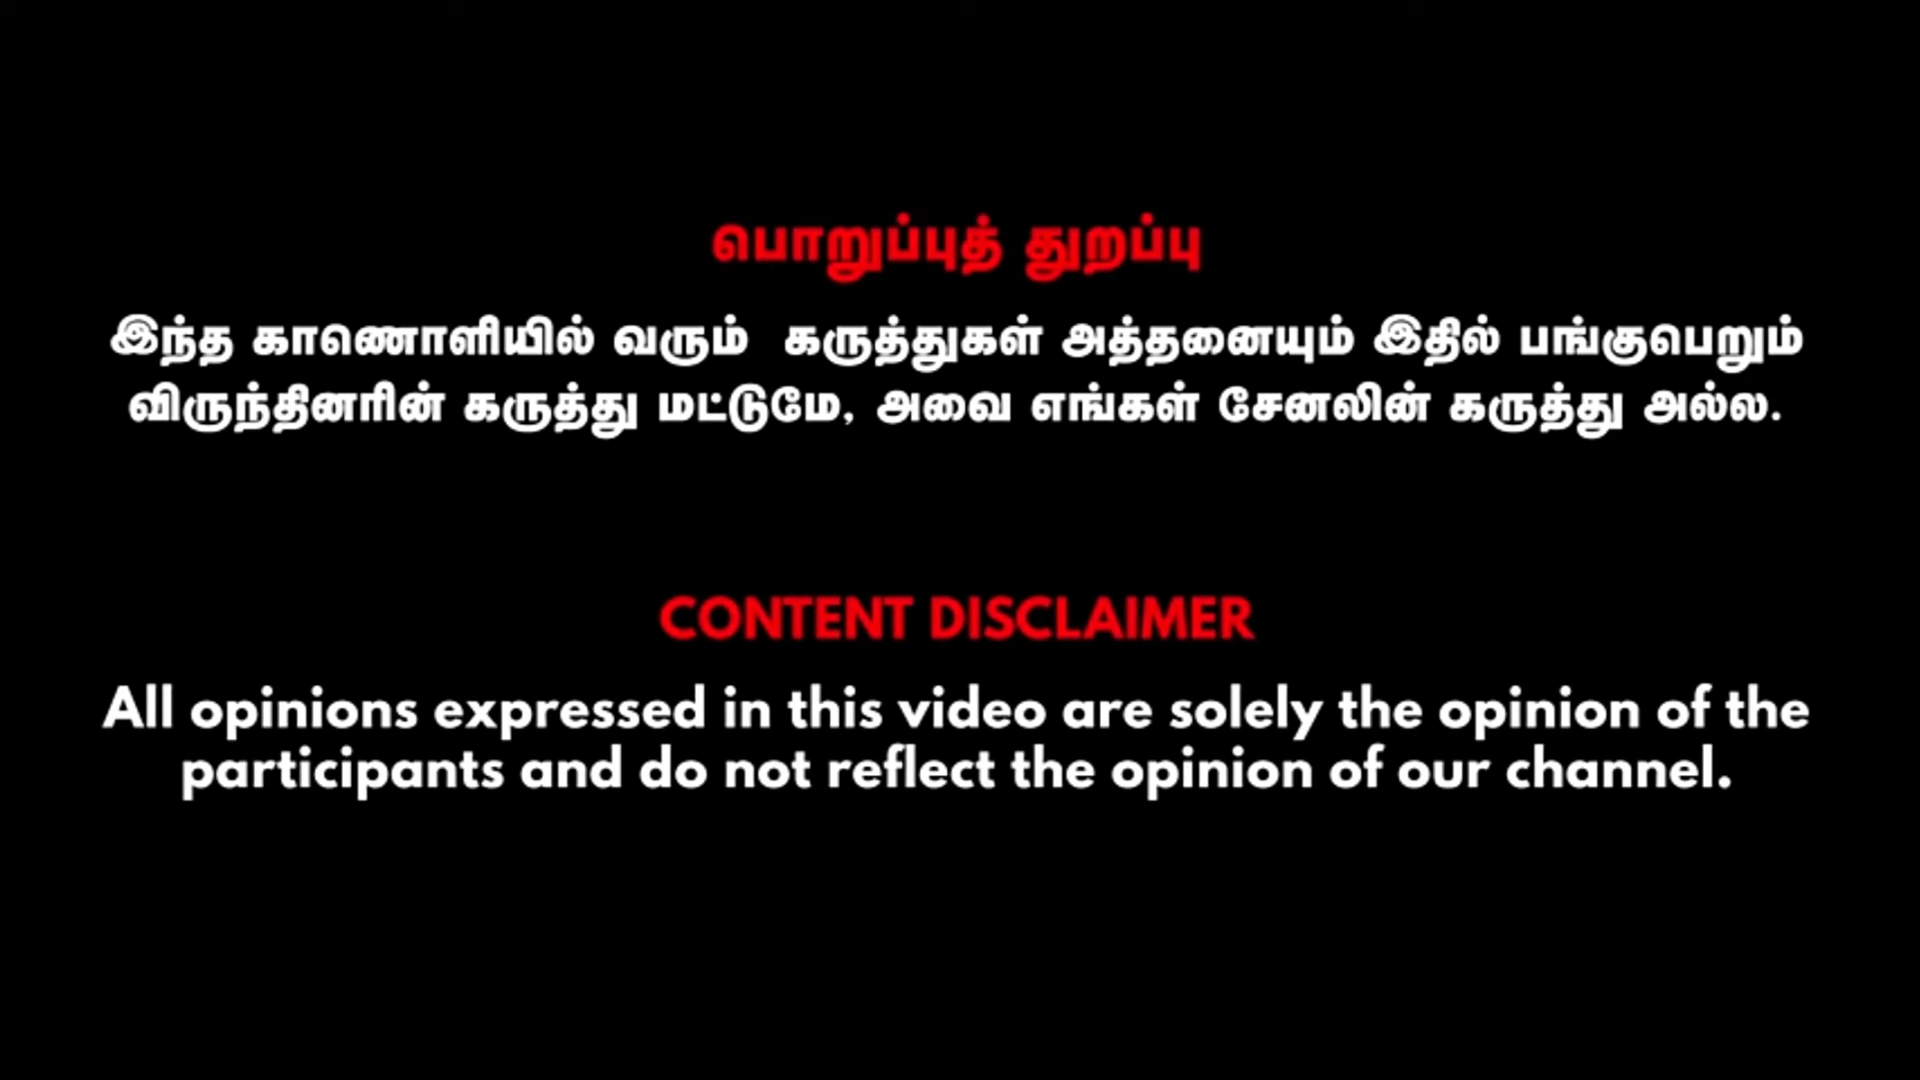 பொறுப்புத் துறப்பு
இந்த காணொளியில் வரும் கருத்துகள் அத்தனையும் இதில் பங்குபெறும்
விருந்தினரின் கருத்து மட்டுமே, அவை எங்கள் சேனலின் கருத்து அல்ல.
CONTENT DISCLAIMER
All opinions expressed in this video are solely the opinion of the
participants and do not reflect the opinion of our channel.